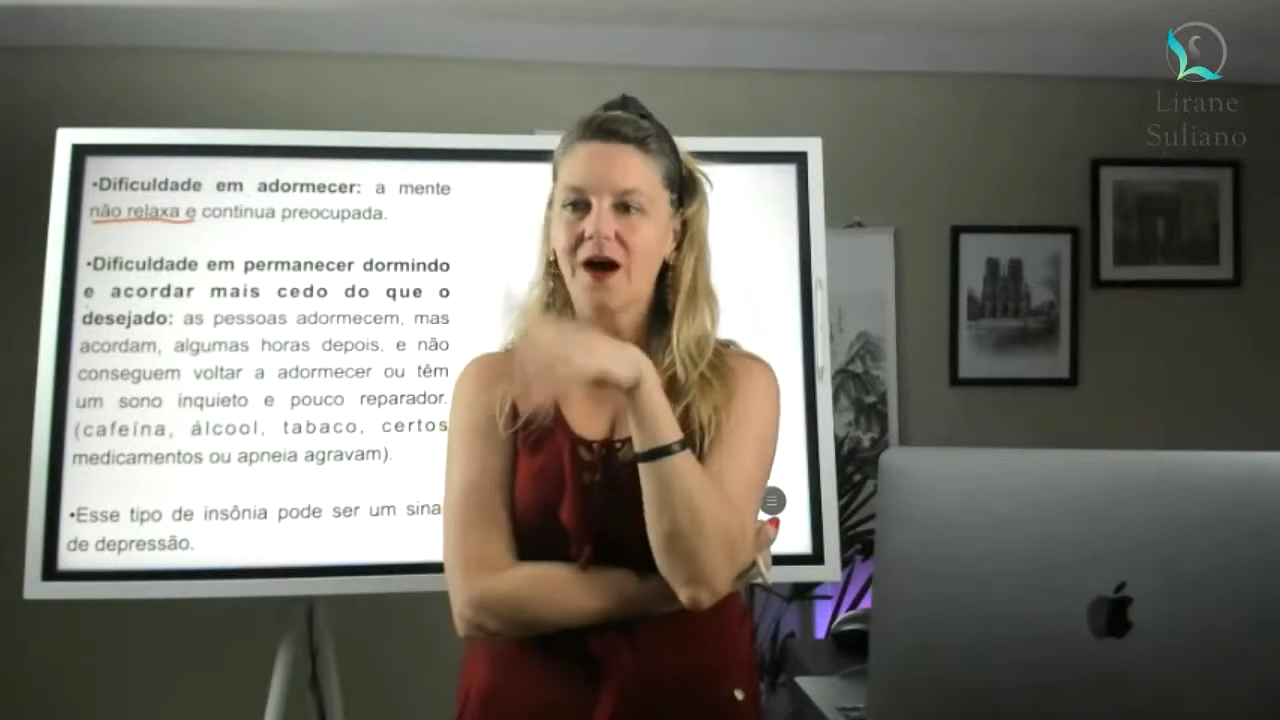 •Dificuldade em adormecer: a mente
não relaxa e continua preocupada.
•Dificuldade em permanecer dormindo
e acordar mais cedo do que o
desejado: as pessoas adormecem, mas
acordam, algumas horas depois, e não
conseguem voltar a adormecer ou têm
um sono inquieto e pouco reparador.
(cafeína, álcool, tabaco, certos
medicamentos ou apneia agravam).
•Esse tipo de insônia pode ser um sina
de depressão.
Lirane
Suliano